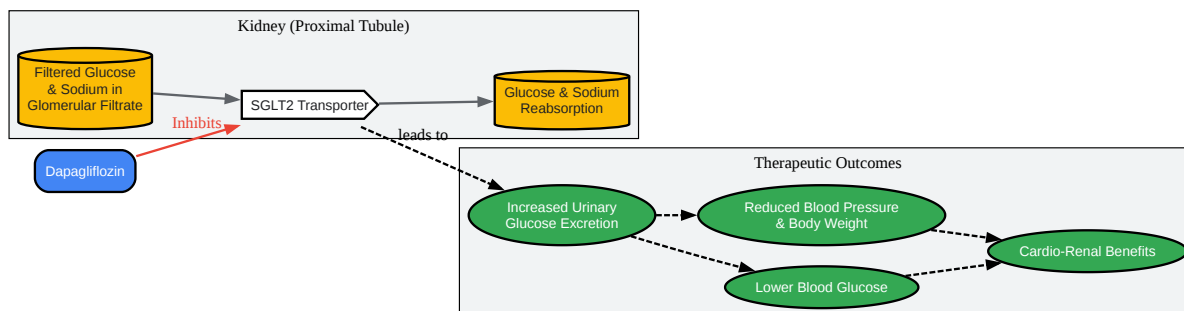 Kidney (Proximal Tubule)
Filtered Glucose
& Sodium in
Glomerular Filtrate
SGLT2 Transporter
Glucose & Sodium
Reabsorption
Inhibits
leads to
Dapagliflozin
Therapeutic Outcomes
Increased Urinary
Glucose Excretion
Reduced Blood Pressure
& Body Weight
Cardio-Renal Benefits
Lower Blood Glucose